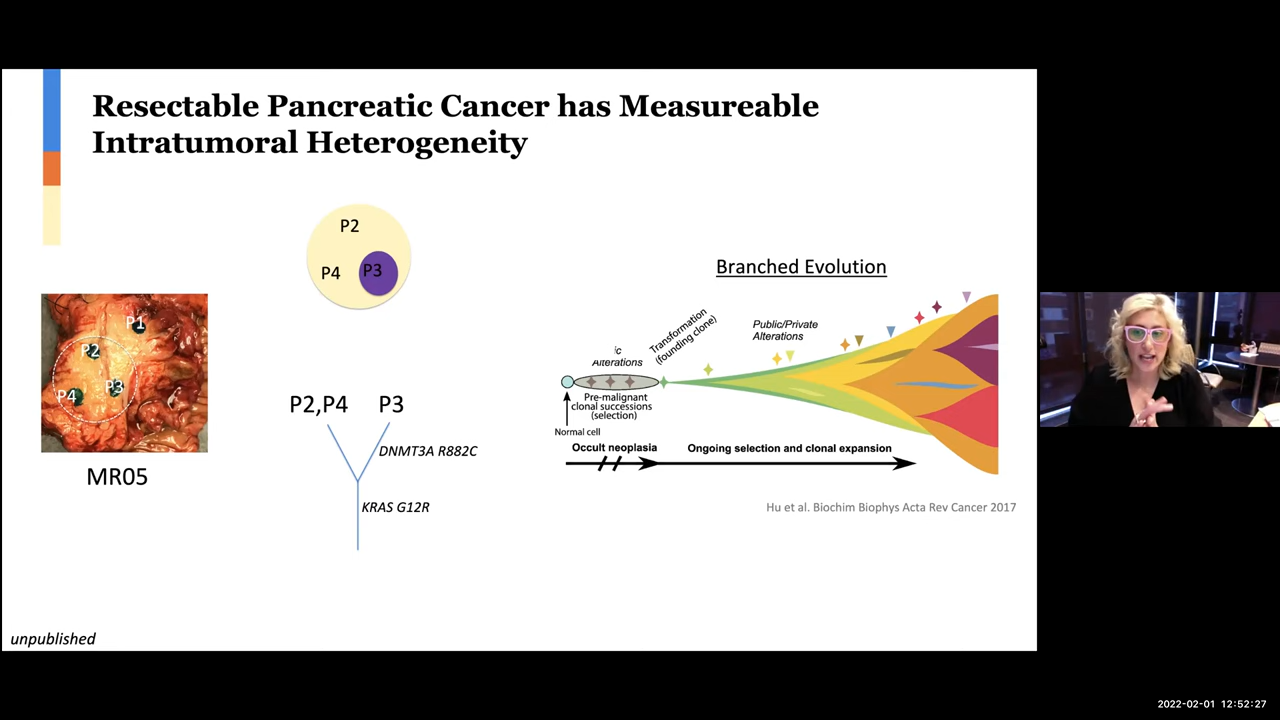 Resectable Pancreatic Cancer has Measureable
Intratumoral Heterogeneity
P1
P2
P3
P4
MR05
P2
P4
P3
P2,P4
P3
DNMT3A R882C
KRAS G12R
Branched Evolution
ic
Alterations
Transformation
(founding clone)
Public/Private
Alterations
Pre-malignant
clonal successions
(selection)
Normal cell
Occult neoplasia
Ongoing selection and clonal expansion
Hu et al. Biochim Biophys Acta Rev Cancer 2017
unpublished
2022-02-01 12:52:27